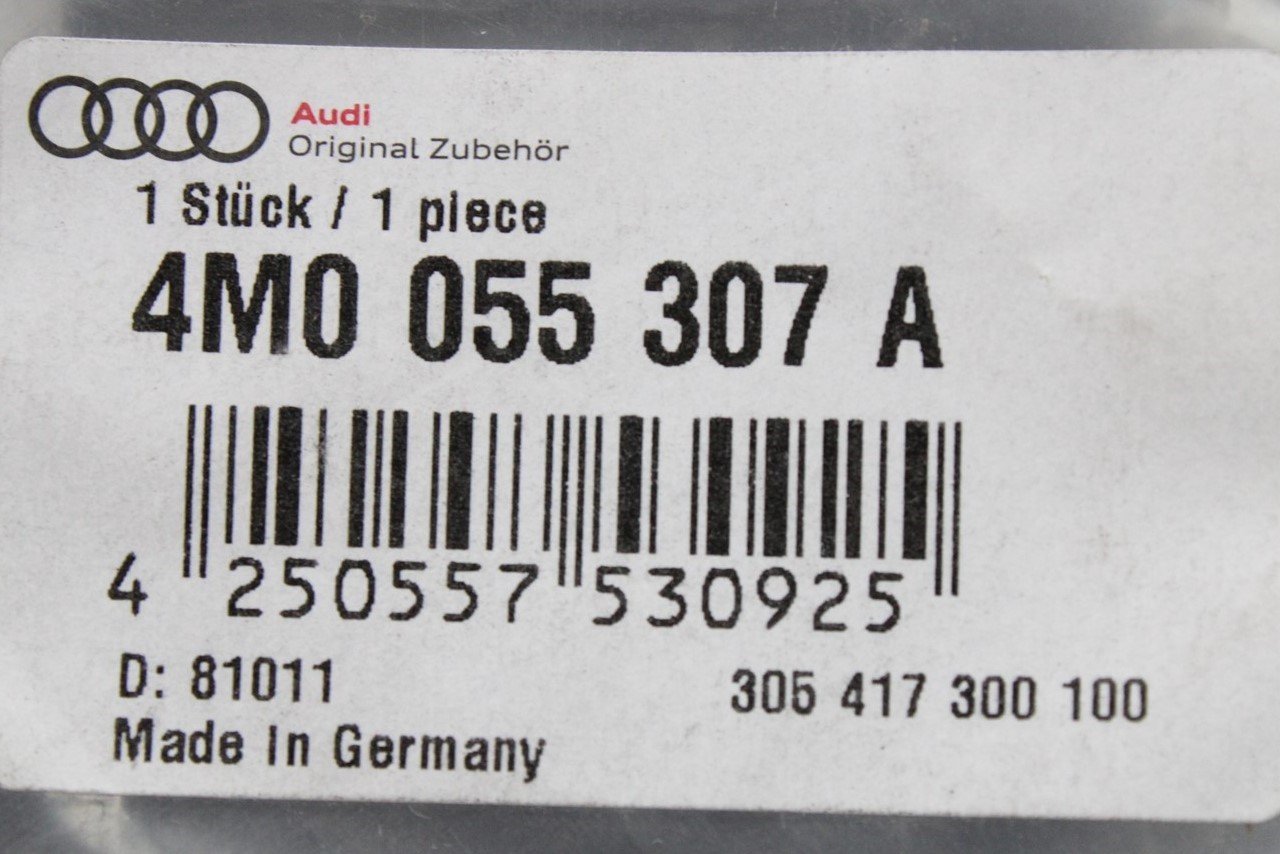 Audi
Original Zubehör
1 Stück / 1 piece
4M0 055 307 A
4 250557 530925
D: 81011
305 417 300 100
Made In Germany